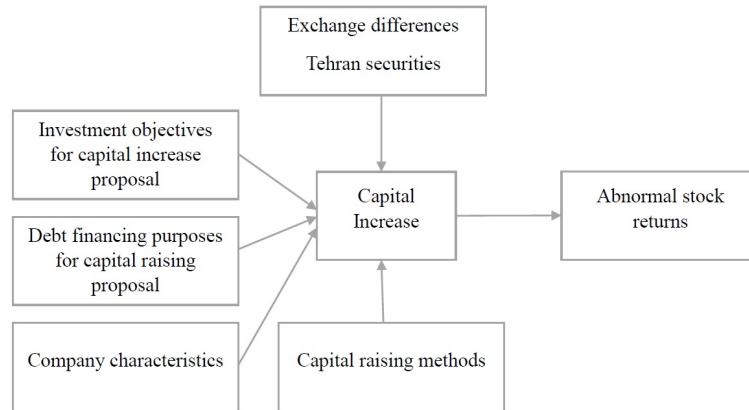 Exchange differences
Tehran securities
Investment objectives
for capital increase
proposal
Capital
Increase
Abnormal stock
returns
Debt financing purposes
for capital raising
proposal
Company characteristics
Capital raising methods